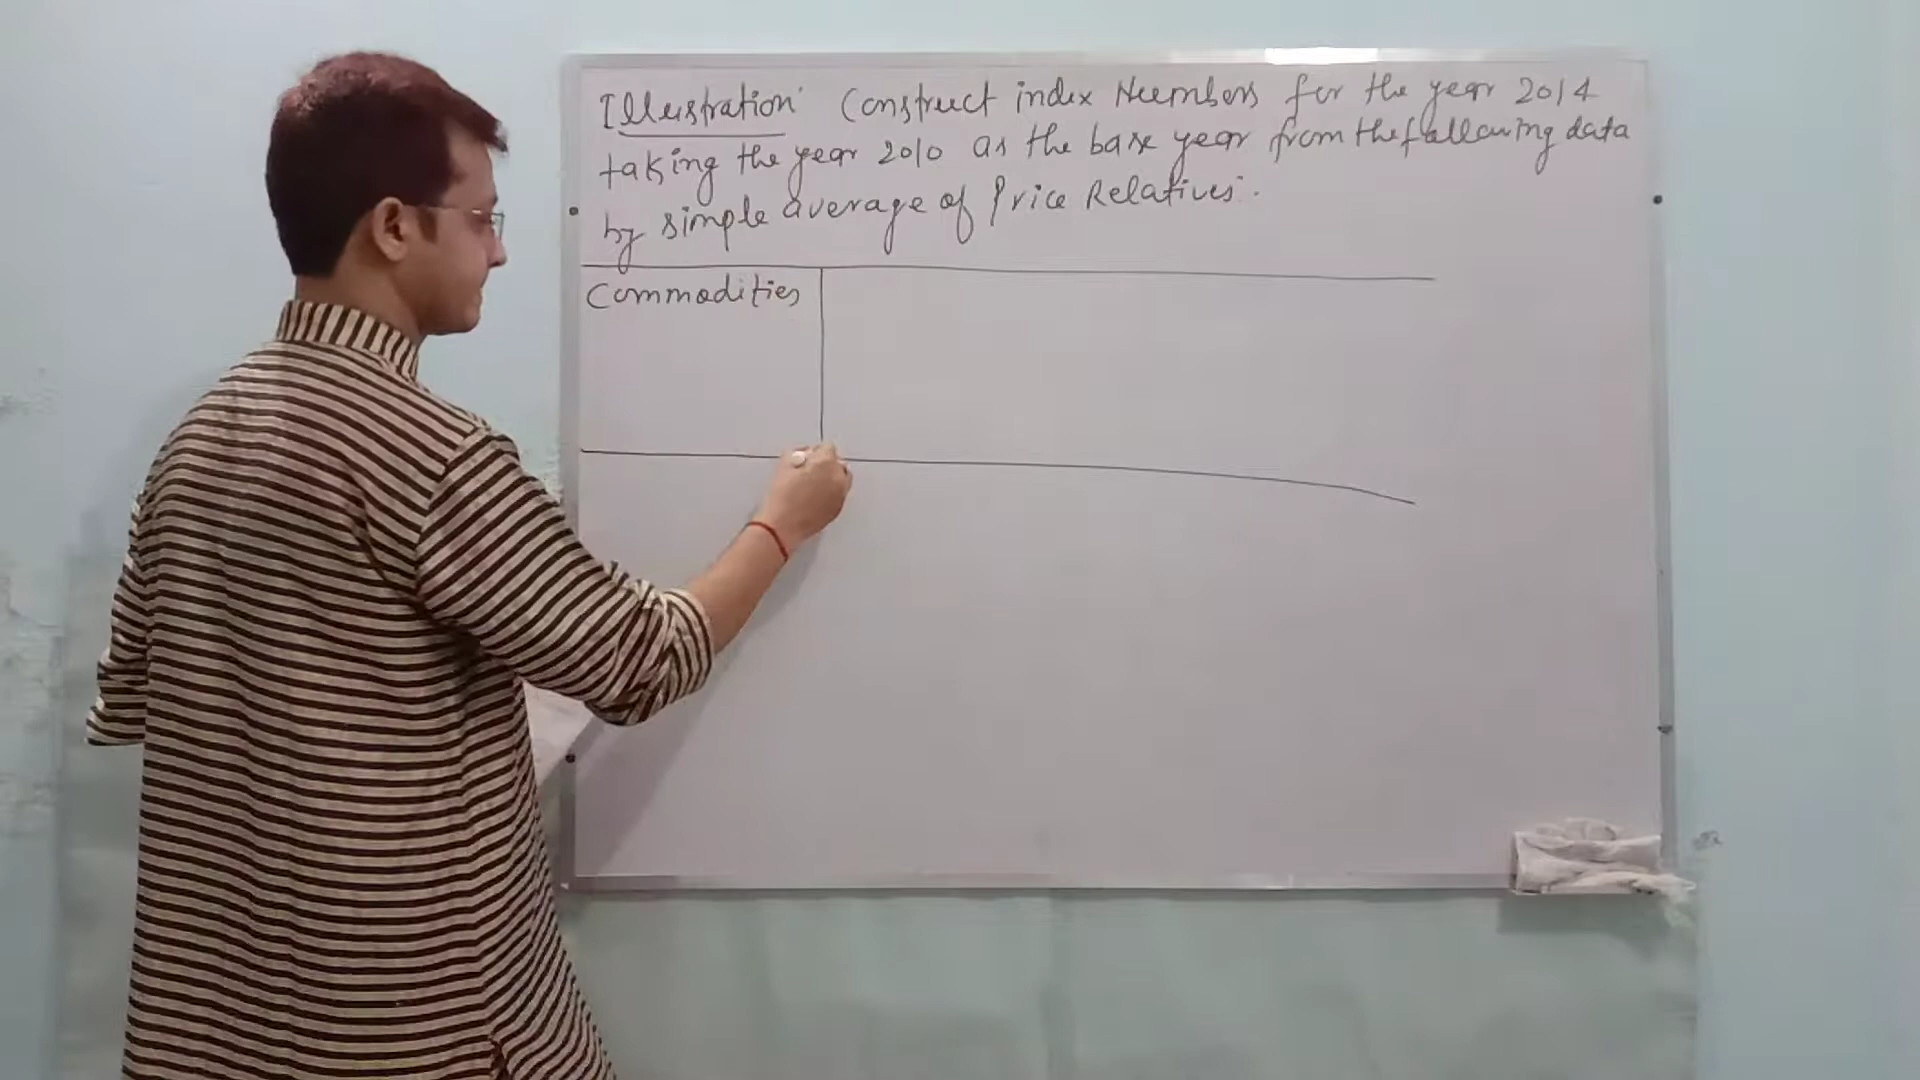 Illustration: Construct index Numbers for the year 2014
taking the year 2010 as the base year from the following data
by simple average of Price Relatives.
Commodities